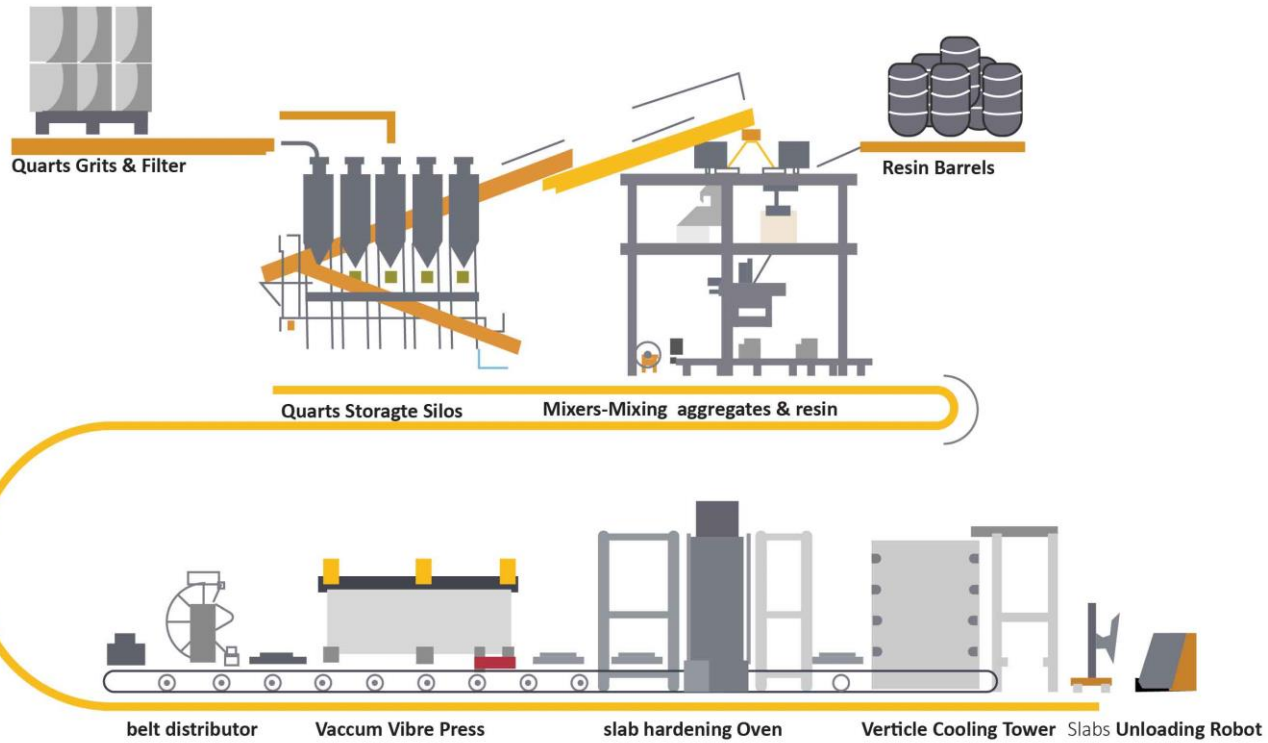 Quarts Grits & Filter
Resin Barrels
Quarts Storagte Silos
Mixers-Mixing aggregates & resin
belt distributor
Vaccum Vibre Press
slab hardening Oven
Verticle Cooling Tower
Slabs Unloading Robot